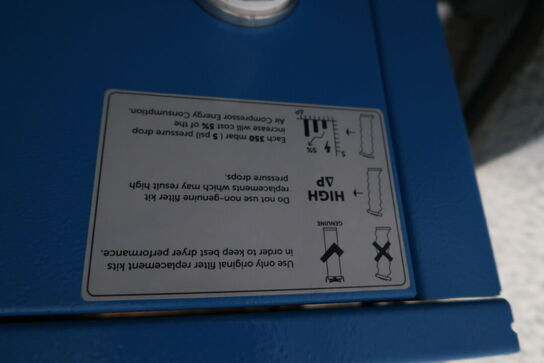 Use only original filter replacement kits
in order to keep best dryer performance.
GENUINE
Do not use non-genuine filter kit
replacements which may result high
pressure drops.
HIGH
ΔP
Each 350 mbar ( 5 psi) pressure drop
increase will cost 5% of the
Air Compressor Energy Consumption.
5%
ΔP
$